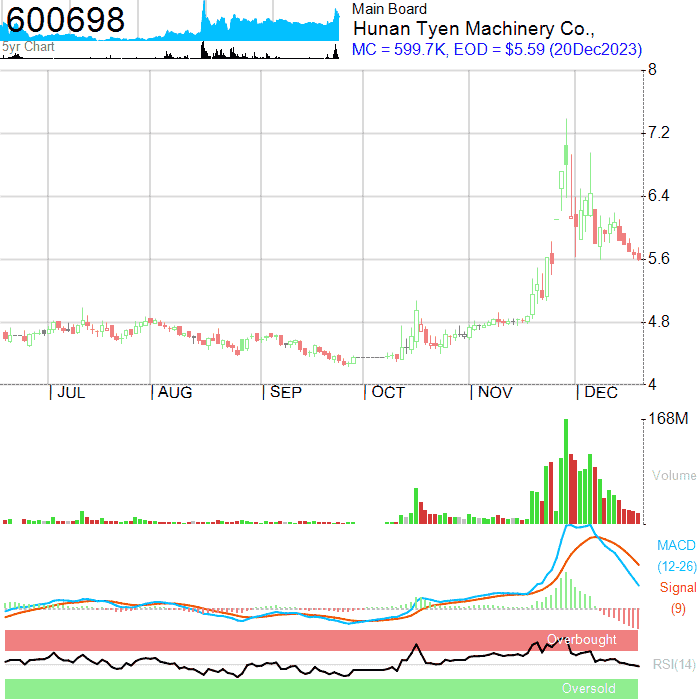 600698
5yr Chart
Main Board
Hunan Tyen Machinery Co.,
MC = 599.7K, EOD = $5.59 (20Dec2023)
8
7.2
6.4
5.6
4.8
4
JUL
AUG
SEP
OCT
NOV
DEC
168M
Volume
MACD
(12-26)
Signal
(9)
Overbought
RSI(14)
Oversold